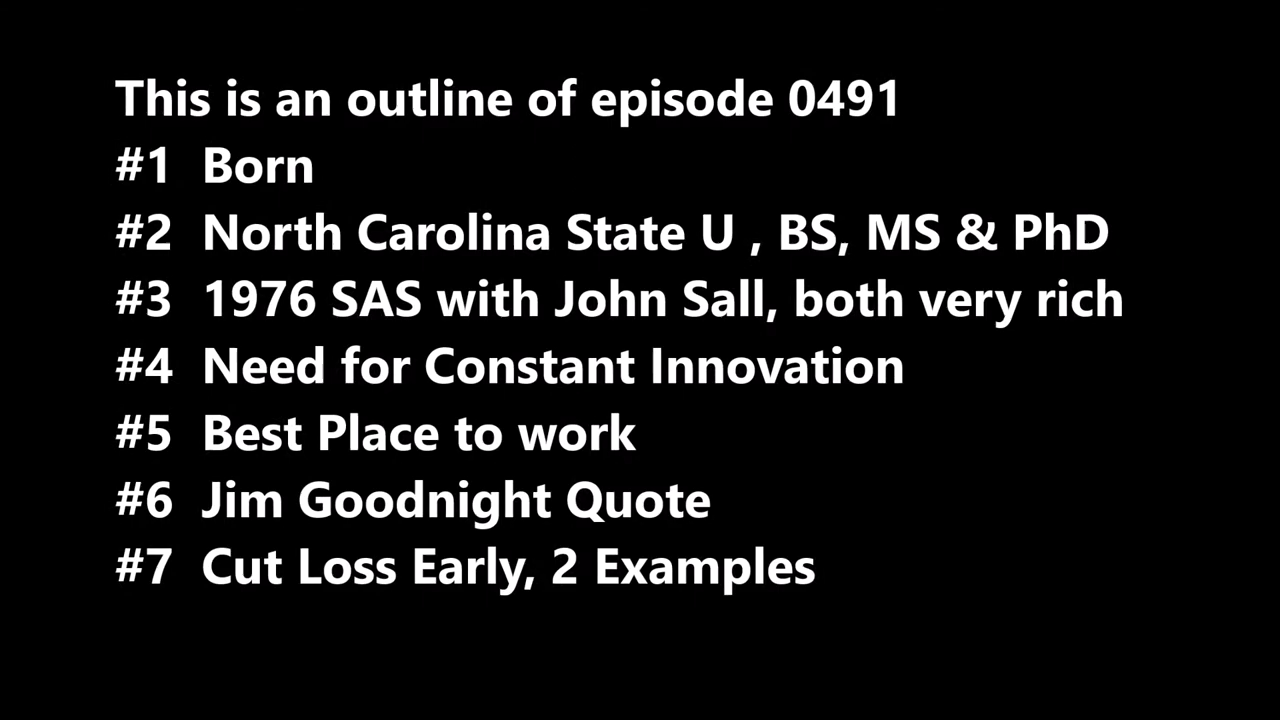 This is an outline of episode 0491
#1 Born
#2 North Carolina State U , BS, MS & PhD
#3 1976 SAS with John Sall, both very rich
#4 Need for Constant Innovation
#5 Best Place to work
#6 Jim Goodnight Quote
#7 Cut Loss Early, 2 Examples